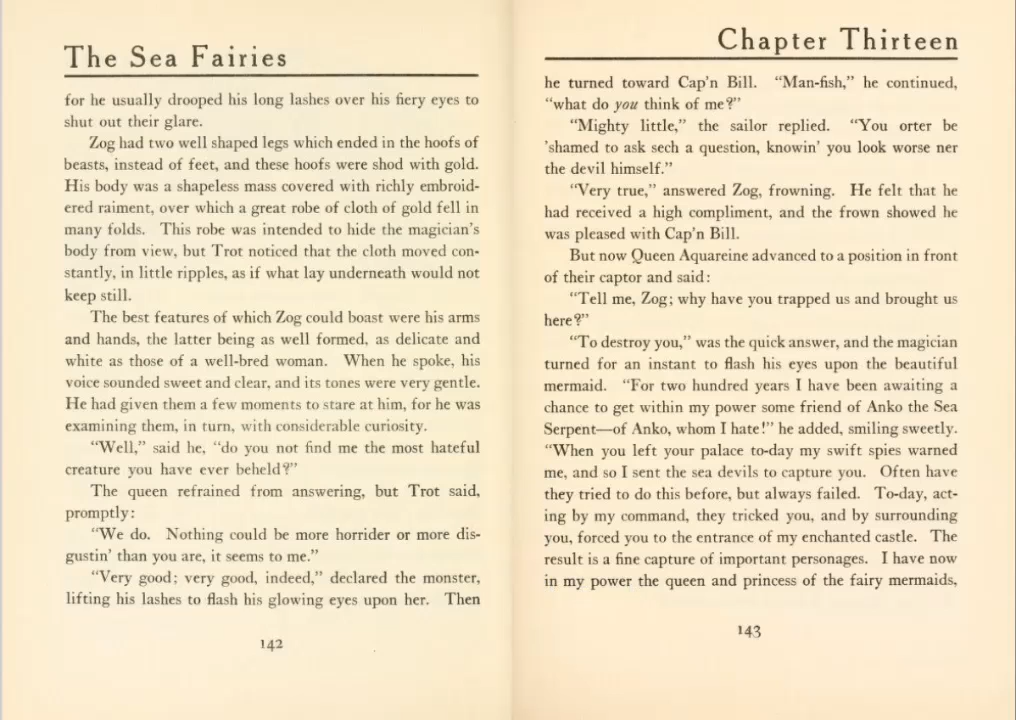 The Sea Fairies
for he usually drooped his long lashes over his fiery eyes to
shut out their glare.
Zog had two well shaped legs which ended in the hoofs of
beasts, instead of feet, and these hoofs were shod with gold.
His body was a shapeless mass covered with richly embroid-
ered raiment, over which a great robe of cloth of gold fell in
many folds. This robe was intended to hide the magician's
body from view, but Trot noticed that the cloth moved con-
stantly, in little ripples, as if what lay underneath would not
keep still.
The best features of which Zog could boast were his arms
and hands, the latter being as well formed, as delicate and
white as those of a well-bred woman. When he spoke, his
voice sounded sweet and clear, and its tones were very gentle.
He had given them a few moments to stare at him, for he was
examining them, in turn, with considerable curiosity.
“Well,” said he, “do you not find me the most hateful
creature you have ever beheld?”
The queen refrained from answering, but Trot said,
promptly:
“We do. Nothing could be more horrider or more dis-
gustin' than you are, it seems to me.”
“Very good; very good, indeed,” declared the monster,
lifting his lashes to flash his glowing eyes upon her. Then
142
Chapter Thirteen
he turned toward Cap'n Bill. “Man-fish,” he continued,
“what do you think of me?”
“Mighty little,” the sailor replied. “You orter be
'shamed to ask sech a question, knowin' you look worse ner
the devil himself.”
“Very true,” answered Zog, frowning. He felt that he
had received a high compliment, and the frown showed he
was pleased with Cap'n Bill.
But now Queen Aquareine advanced to a position in front
of their captor and said:
“Tell me, Zog; why have you trapped us and brought us
here?”
“To destroy you,” was the quick answer, and the magician
turned for an instant to flash his eyes upon the beautiful
mermaid. “For two hundred years I have been awaiting a
chance to get within my power some friend of Anko the Sea
Serpent—of Anko, whom I hate!” he added, smiling sweetly.
“When you left your palace to-day my swift spies warned
me, and so I sent the sea devils to capture you. Often have
they tried to do this before, but always failed. To-day, act-
ing by my command, they tricked you, and by surrounding
you, forced you to the entrance of my enchanted castle. The
result is a fine capture of important personages. I have now
in my power the queen and princess of the fairy mermaids,
143